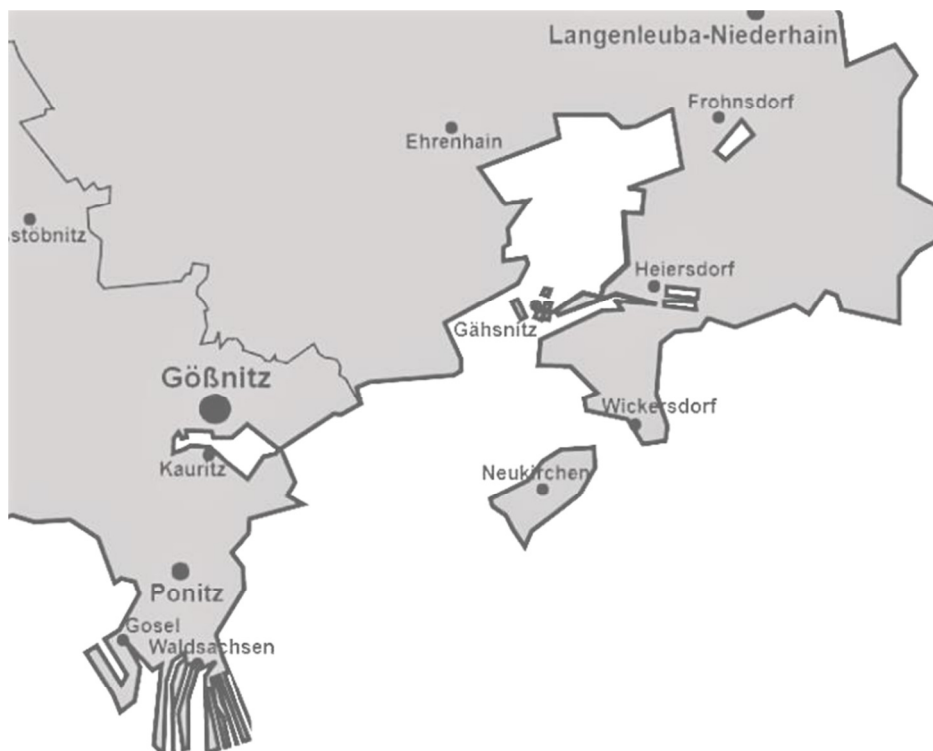 Langenleuba-Niederhain
Frohnsdorf
Ehrenhain
stöbnitz
Heiersdorf
Gähsnitz
Gößnitz
Wickersdorf
Kauritz
Neukirchen
Ponitz
Gosel
Waldsachsen